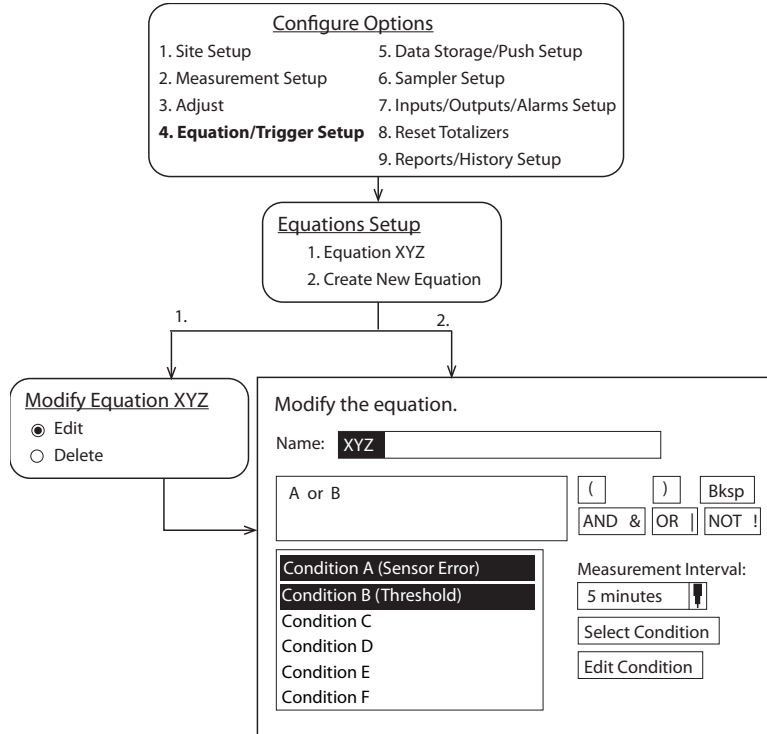 Configure Options
1. Site Setup
2. Measurement Setup
3. Adjust
4. Equation/Trigger Setup
5. Data Storage/Push Setup
6. Sampler Setup
7. Inputs/Outputs/Alarms Setup
8. Reset Totalizers
9. Reports/History Setup
Equations Setup
1. Equation XYZ
2. Create New Equation
1.
2.
Modify Equation XYZ
Edit
Delete
Modify the equation.
Name: XYZ
A or B
( ) Bksp
AND & OR | NOT !
Condition A (Sensor Error)
Condition B (Threshold)
Condition C
Condition D
Condition E
Condition F
Measurement Interval:
5 minutes
Select Condition
Edit Condition